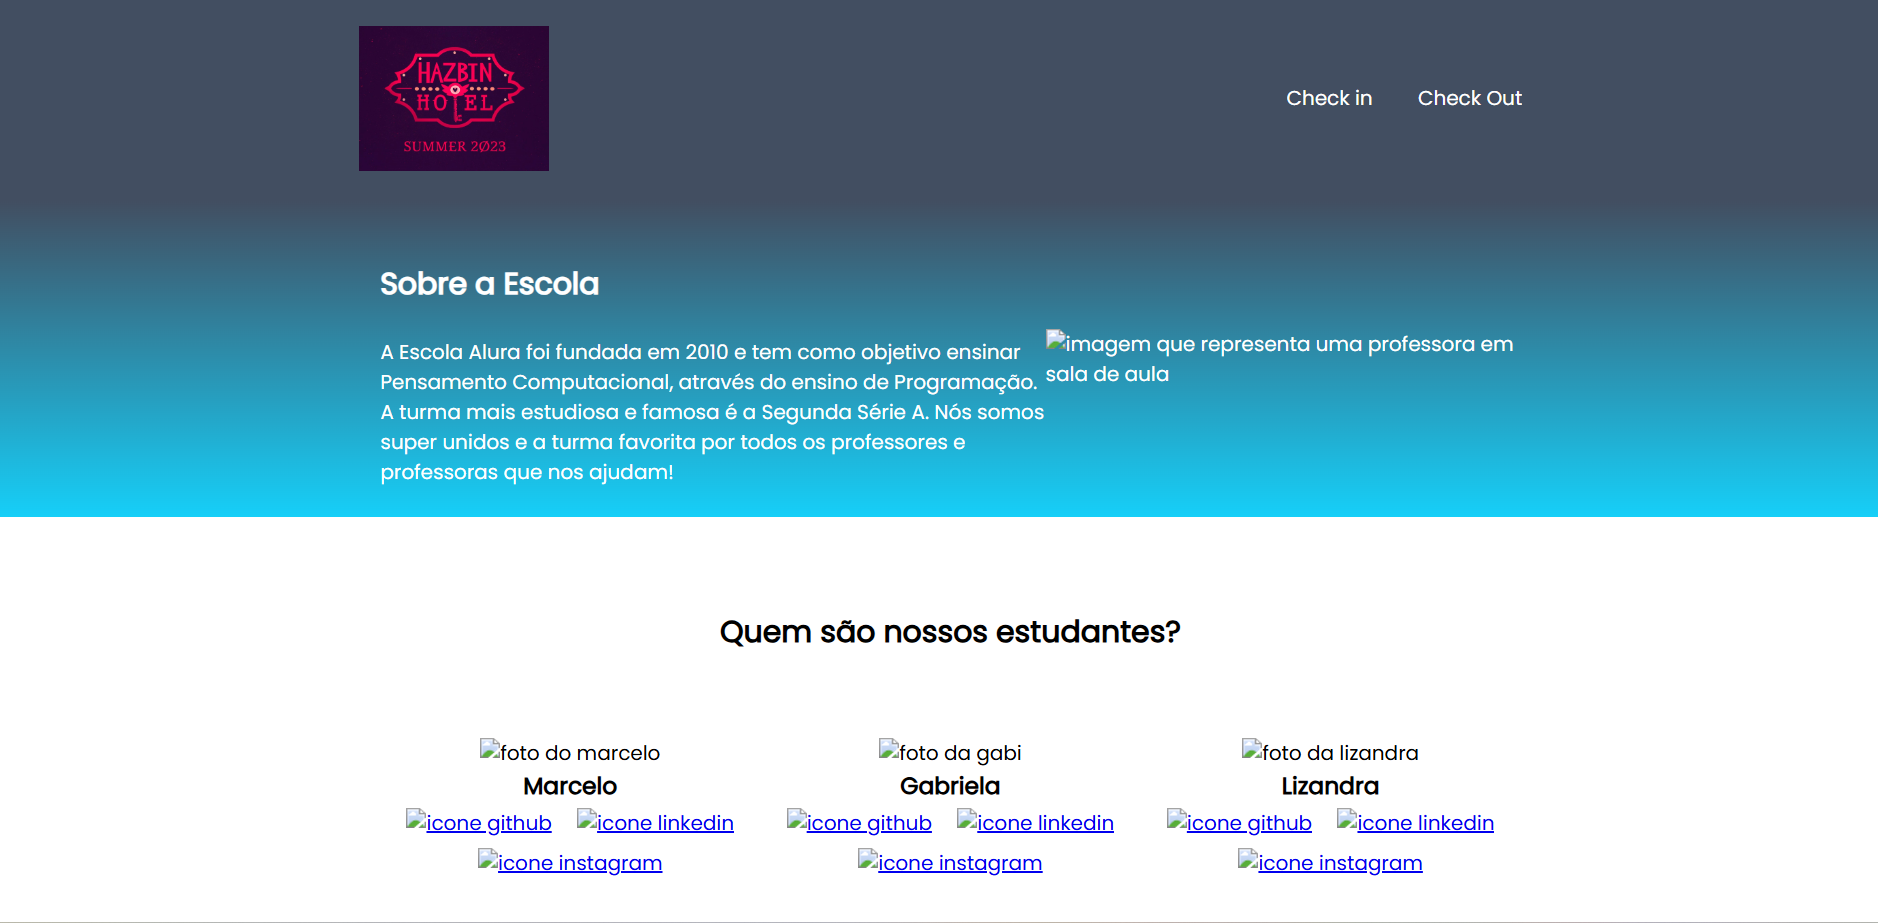 HAZBIN
HOTEL
SUMMER 2Ø23
Check in Check Out
Sobre a Escola
A Escola Alura foi fundada em 2010 e tem como objetivo ensinar
Pensamento Computacional, através do ensino de Programação.
A turma mais estudiosa e famosa é a Segunda Série A. Nós somos
super unidos e a turma favorita por todos os professores e
professoras que nos ajudam!
imagem que representa uma professora em
sala de aula
Quem são nossos estudantes?
foto do marcelo
Marcelo
icone github icone linkedin
icone instagram
foto da gabi
Gabriela
icone github icone linkedin
icone instagram
foto da lizandra
Lizandra
icone github icone linkedin
icone instagram